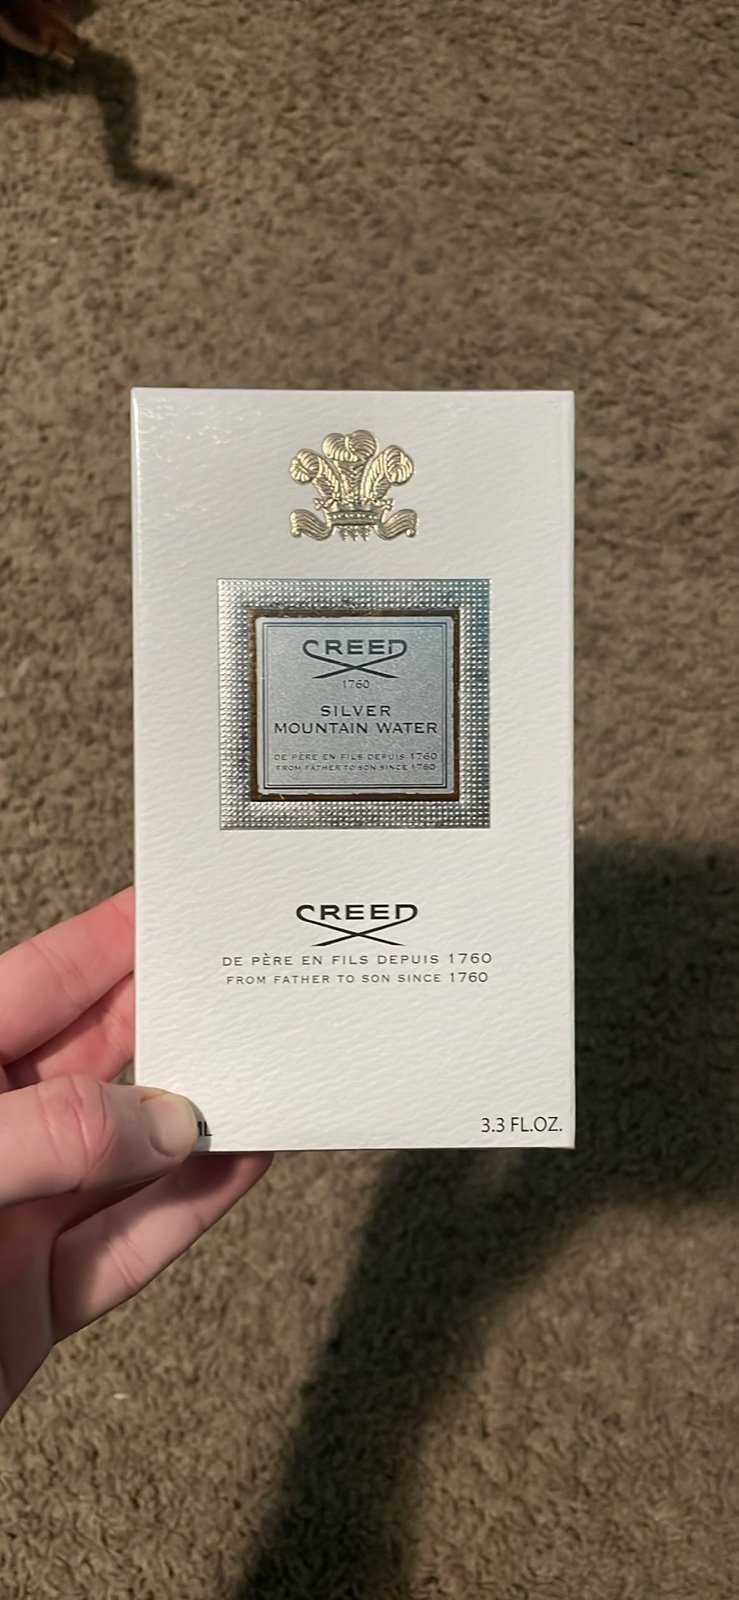 CREED
1760
SILVER
MOUNTAIN WATER
DE PÈRE EN FILS DEPUIS 1760
FROM FATHER TO SON SINCE 1760
CREED
DE PÈRE EN FILS DEPUIS 1760
FROM FATHER TO SON SINCE 1760
3.3 FL.OZ.